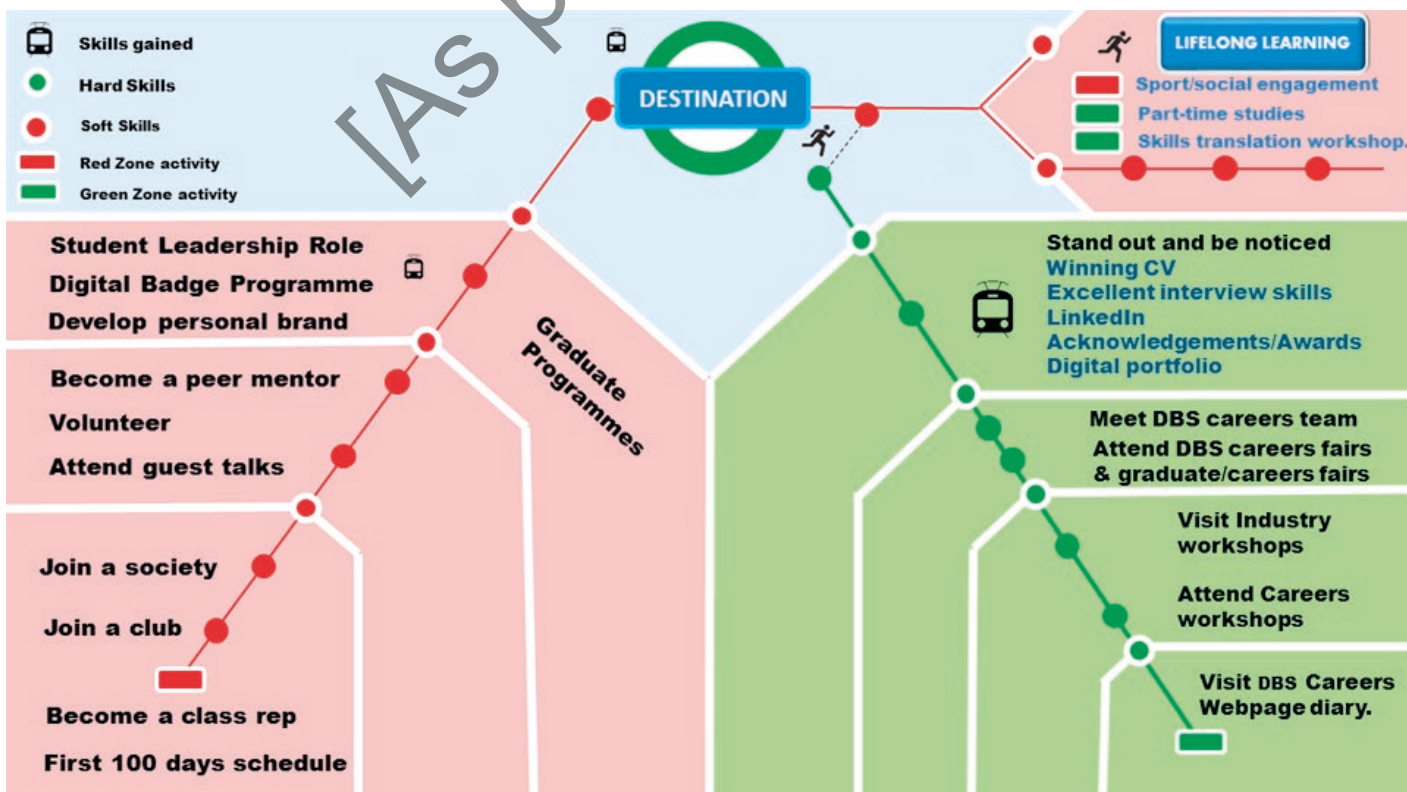 Skills gained
Hard Skills
Soft Skills
Red Zone activity
Green Zone activity
[As p
DESTINATION
LIFELONG LEARNING
Sport/social engagement
Part-time studies
Skills translation workshop.
Student Leadership Role
Digital Badge Programme
Develop personal brand
Become a peer mentor
Volunteer
Attend guest talks
Join a society
Join a club
Become a class rep
First 100 days schedule
Graduate
Programmes
Stand out and be noticed
Winning CV
Excellent interview skills
LinkedIn
Acknowledgements/Awards
Digital portfolio
Meet DBS careers team
Attend DBS careers fairs
& graduate/careers fairs
Visit Industry
workshops
Attend Careers
workshops
Visit DBS Careers
Webpage diary.